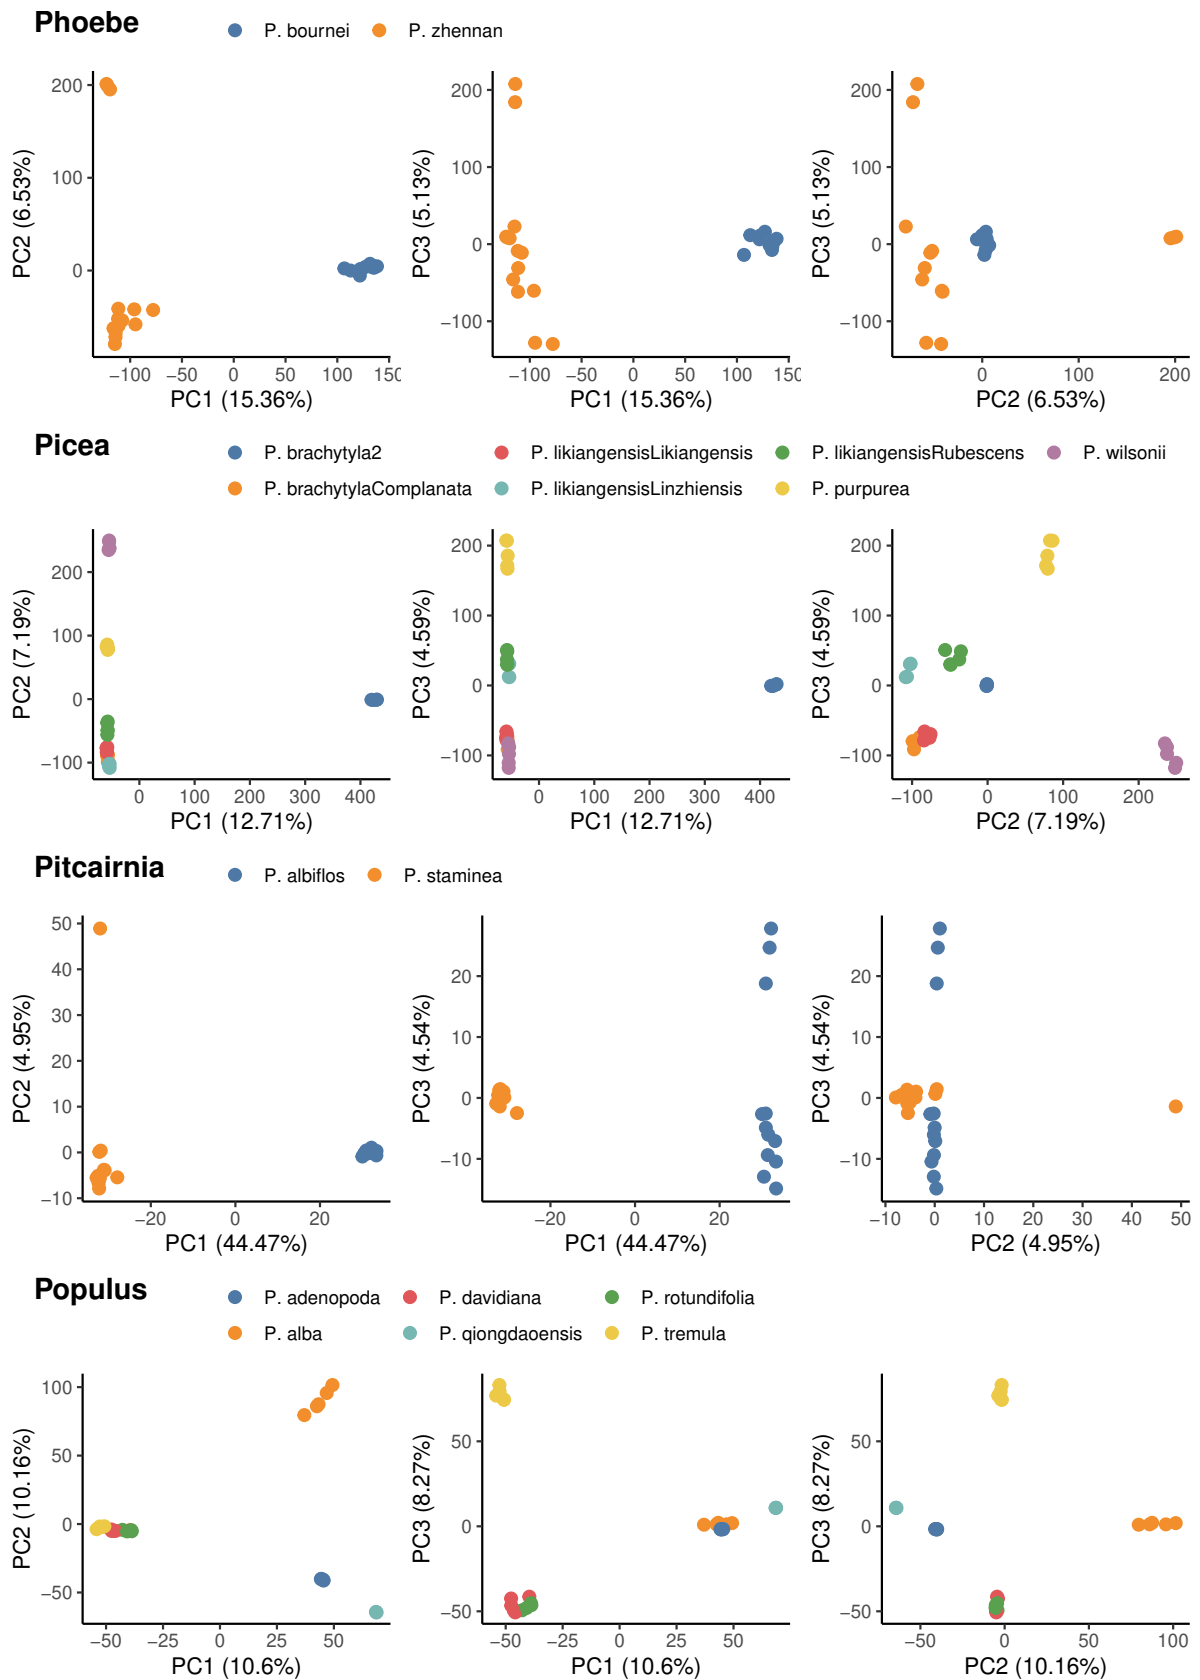 Phoebe
P. bournei P. zhennan
200
100
0
PC2 (6.53%)
−100 −50 0 50 100 150
PC1 (15.36%)
200
100
0
−100
PC3 (5.13%)
−100 −50 0 50 100 150
PC1 (15.36%)
200
100
0
−100
PC3 (5.13%)
0 100 200
PC2 (6.53%)
Picea
P. brachytyla2 P. likiangensisLikiangensis P. likiangensisRubescens P. wilsonii
P. brachytylaComplanata P. likiangensisLinzhiensis P. purpurea
200
100
0
−100
PC2 (7.19%)
0 100 200 300 400
PC1 (12.71%)
200
100
0
−100
PC3 (4.59%)
0 100 200 300 400
PC1 (12.71%)
200
100
0
−100
PC3 (4.59%)
−100 0 100 200
PC2 (7.19%)
Pitcairnia
P. albiflos P. staminea
50
40
30
20
10
0
−10
PC2 (4.95%)
−20 0 20
PC1 (44.47%)
20
10
0
−10
PC3 (4.54%)
−20 0 20
PC1 (44.47%)
20
10
0
−10
PC3 (4.54%)
−10 0 10 20 30 40 50
PC2 (4.95%)
Populus
P. adenopoda P. davidiana P. rotundifolia
P. alba P. qiongdaoensis P. tremula
100
50
0
−50
PC2 (10.16%)
−50 −25 0 25 50
PC1 (10.6%)
50
0
−50
PC3 (8.27%)
−50 −25 0 25 50
PC1 (10.6%)
50
0
−50
PC3 (8.27%)
−50 0 50 100
PC2 (10.16%)